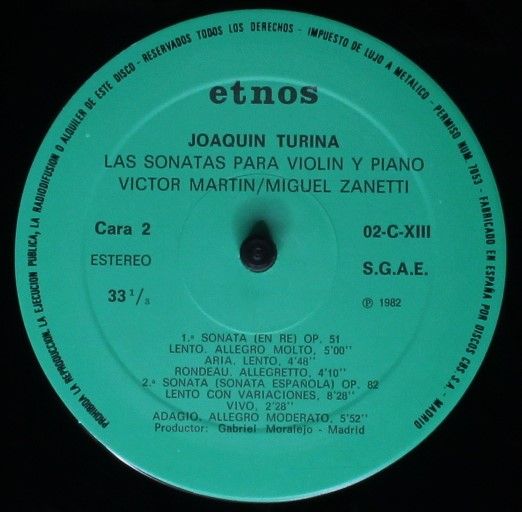 PROHIBIDA LA REPRODUCCION, LA EJECUCION PUBLICA, LA RADIODIFUSION O ALQUILER DE ESTE DISCO - RESERVADOS TODOS LOS DERECHOS - IMPUESTO DE LUJO A METALICO - PERMISO NUM. 7053 - FABRICADO EN ESPAÑA POR DISCOS CBS S.A. - MADRID
etnos
JOAQUIN TURINA
LAS SONATAS PARA VIOLIN Y PIANO
VICTOR MARTIN/MIGUEL ZANETTI
Cara 2
02-C-XIII
ESTEREO
S.G.A.E.
33 1/3
Ⓟ 1982
1.ª SONATA (EN RE) OP. 51
LENTO. ALLEGRO MOLTO, 5'00''
ARIA. LENTO, 4'48''
RONDEAU. ALLEGRETTO, 4'10''
2.ª SONATA (SONATA ESPAÑOLA) OP. 82
LENTO CON VARIACIONES, 8'28''
VIVO, 2'28''
ADAGIO. ALLEGRO MODERATO, 5'52''
Productor: Gabriel Moralejo - Madrid